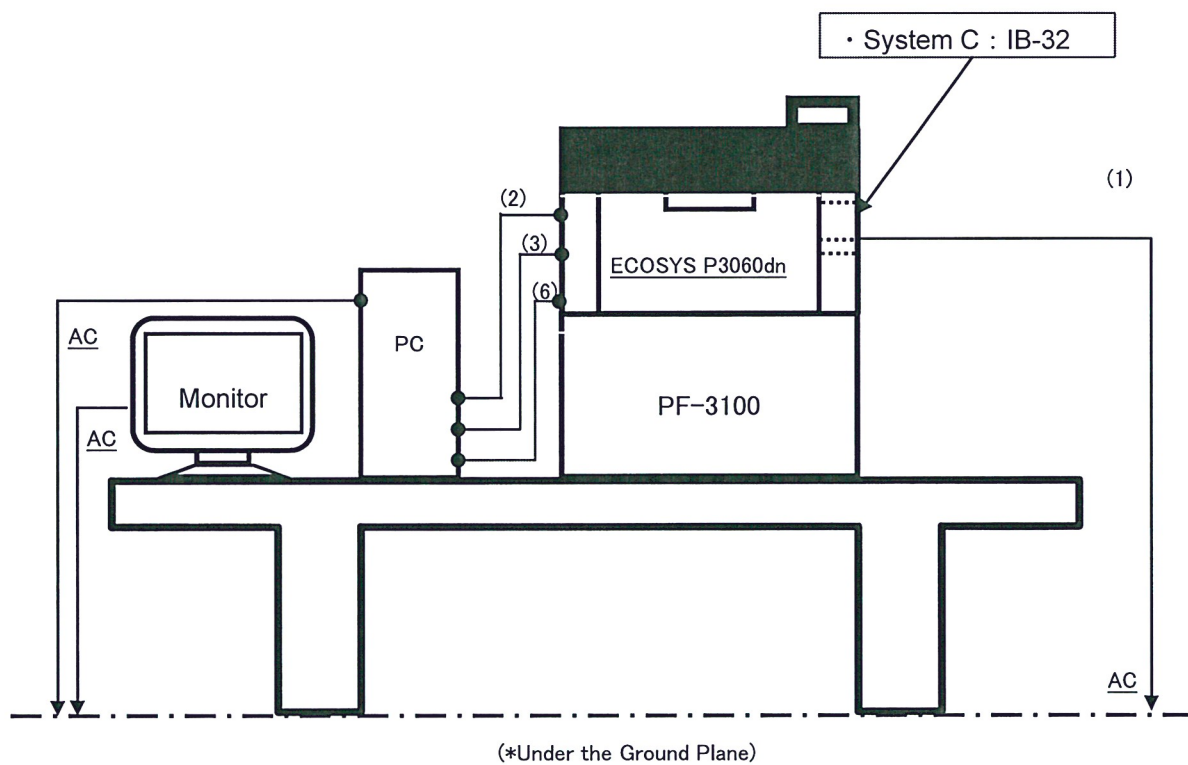 ・System C：IB-32
(1)
(2)
(3)
ECOSYS P3060dn
(6)
AC
PC
Monitor
PF-3100
AC
AC
(*Under the Ground Plane)